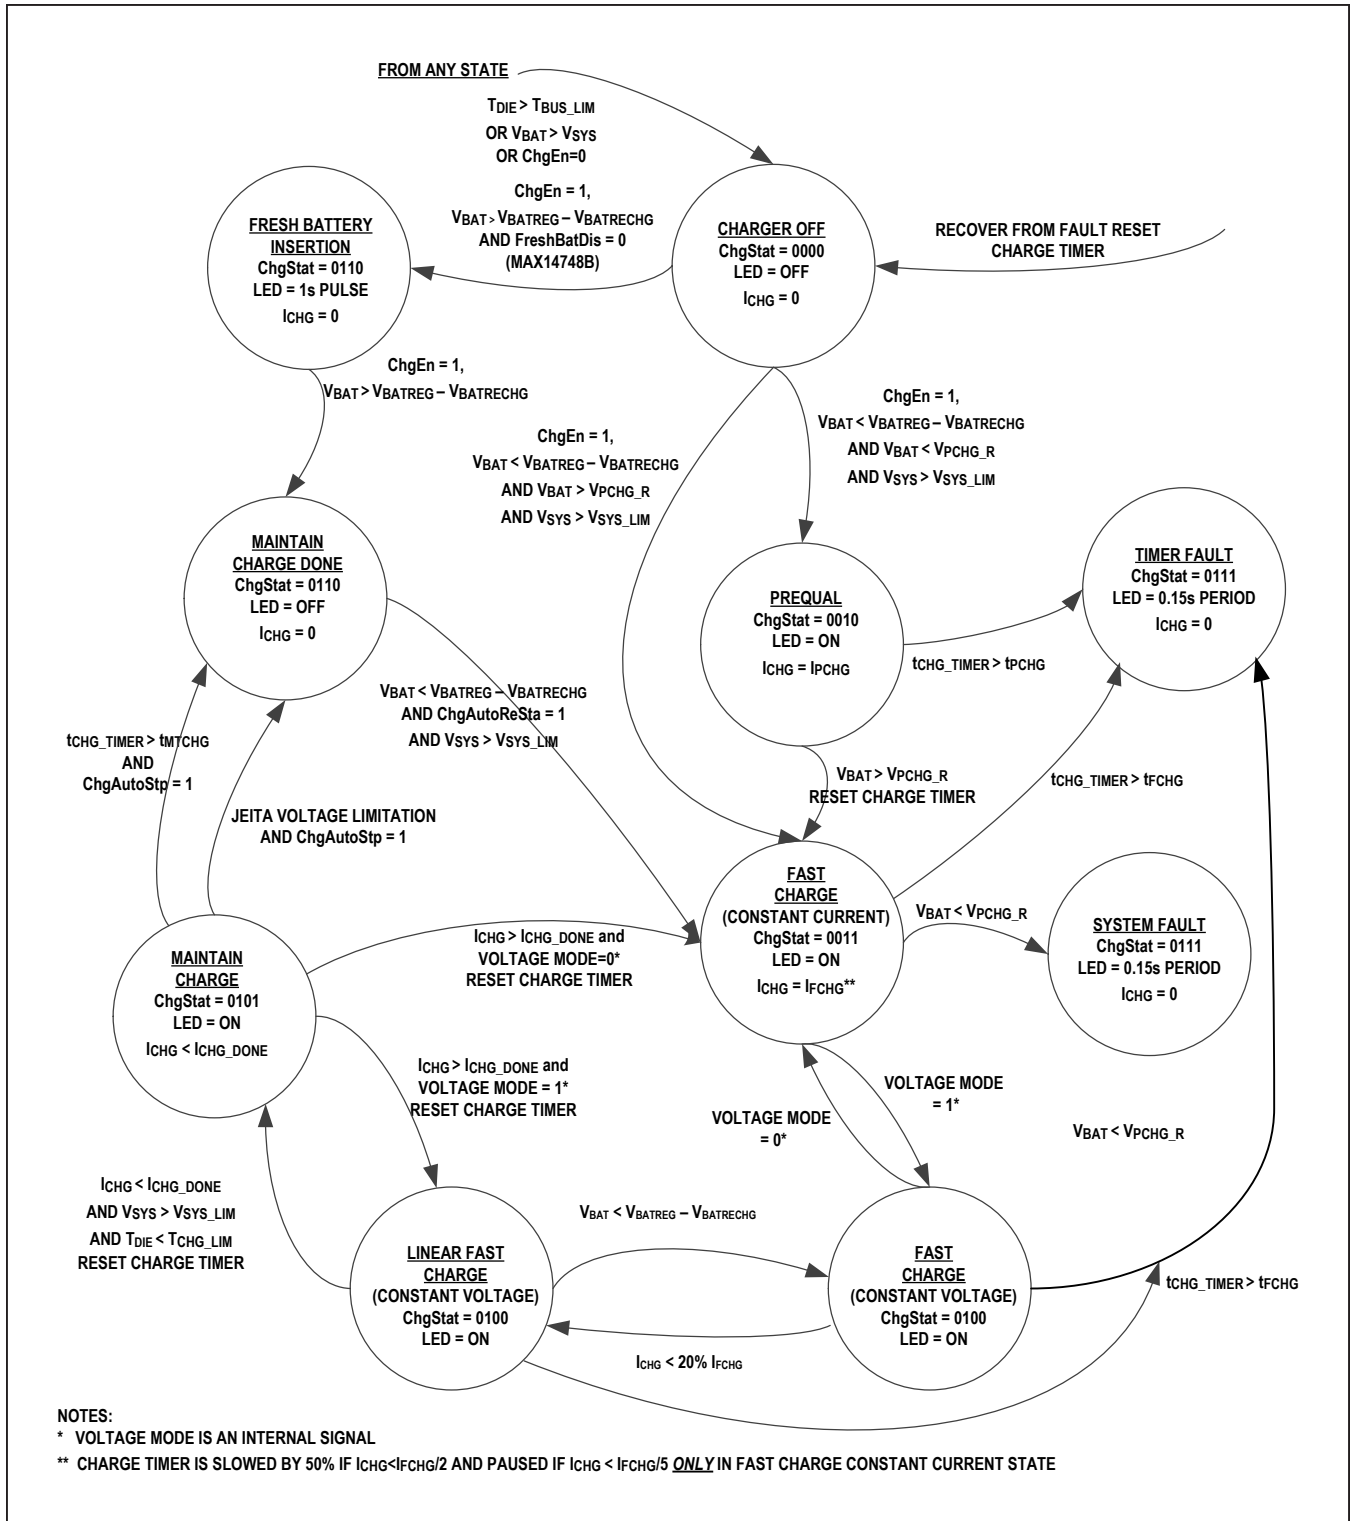 FROM ANY STATE
TDIE > TBUS_LIM
OR VBAT > VSYS
OR ChgEn=0
ChgEn = 1,
VBAT > VBATREG – VBATRECHG
AND FreshBatDis = 0
(MAX14748B)
FRESH BATTERY
INSERTION
ChgStat = 0110
LED = 1s PULSE
ICHG = 0
CHARGER OFF
ChgStat = 0000
LED = OFF
ICHG = 0
RECOVER FROM FAULT RESET
CHARGE TIMER
ChgEn = 1,
VBAT > VBATREG – VBATRECHG
ChgEn = 1,
VBAT < VBATREG – VBATRECHG
AND VBAT > VPCHG_R
AND VSYS > VSYS_LIM
ChgEn = 1,
VBAT < VBATREG – VBATRECHG
AND VBAT < VPCHG_R
AND VSYS > VSYS_LIM
MAINTAIN
CHARGE DONE
ChgStat = 0110
LED = OFF
ICHG = 0
PREQUAL
ChgStat = 0010
LED = ON
ICHG = IPCHG
TIMER FAULT
ChgStat = 0111
LED = 0.15s PERIOD
ICHG = 0
tCHG_TIMER > tPCHG
VBAT < VBATREG – VBATRECHG
AND ChgAutoReSta = 1
AND VSYS > VSYS_LIM
tCHG_TIMER > tMTCHG
AND
ChgAutoStp = 1
JEITA VOLTAGE LIMITATION
AND ChgAutoStp = 1
VBAT > VPCHG_R
RESET CHARGE TIMER
tCHG_TIMER > tFCHG
FAST
CHARGE
(CONSTANT CURRENT)
ChgStat = 0011
LED = ON
ICHG = IFCHG**
VBAT < VPCHG_R
SYSTEM FAULT
ChgStat = 0111
LED = 0.15s PERIOD
ICHG = 0
MAINTAIN
CHARGE
ChgStat = 0101
LED = ON
ICHG < ICHG_DONE
ICHG > ICHG_DONE and
VOLTAGE MODE=0*
RESET CHARGE TIMER
ICHG > ICHG_DONE and
VOLTAGE MODE = 1*
RESET CHARGE TIMER
VOLTAGE MODE
= 0*
VOLTAGE MODE
= 1*
VBAT < VPCHG_R
ICHG < ICHG_DONE
AND VSYS > VSYS_LIM
AND TDIE < TCHG_LIM
RESET CHARGE TIMER
VBAT < VBATREG – VBATRECHG
LINEAR FAST
CHARGE
(CONSTANT VOLTAGE)
ChgStat = 0100
LED = ON
FAST
CHARGE
(CONSTANT VOLTAGE)
ChgStat = 0100
LED = ON
tCHG_TIMER > tFCHG
ICHG < 20% IFCHG
NOTES:
* VOLTAGE MODE IS AN INTERNAL SIGNAL
** CHARGE TIMER IS SLOWED BY 50% IF ICHG<IFCHG/2 AND PAUSED IF ICHG < IFCHG/5 ONLY IN FAST CHARGE CONSTANT CURRENT STATE